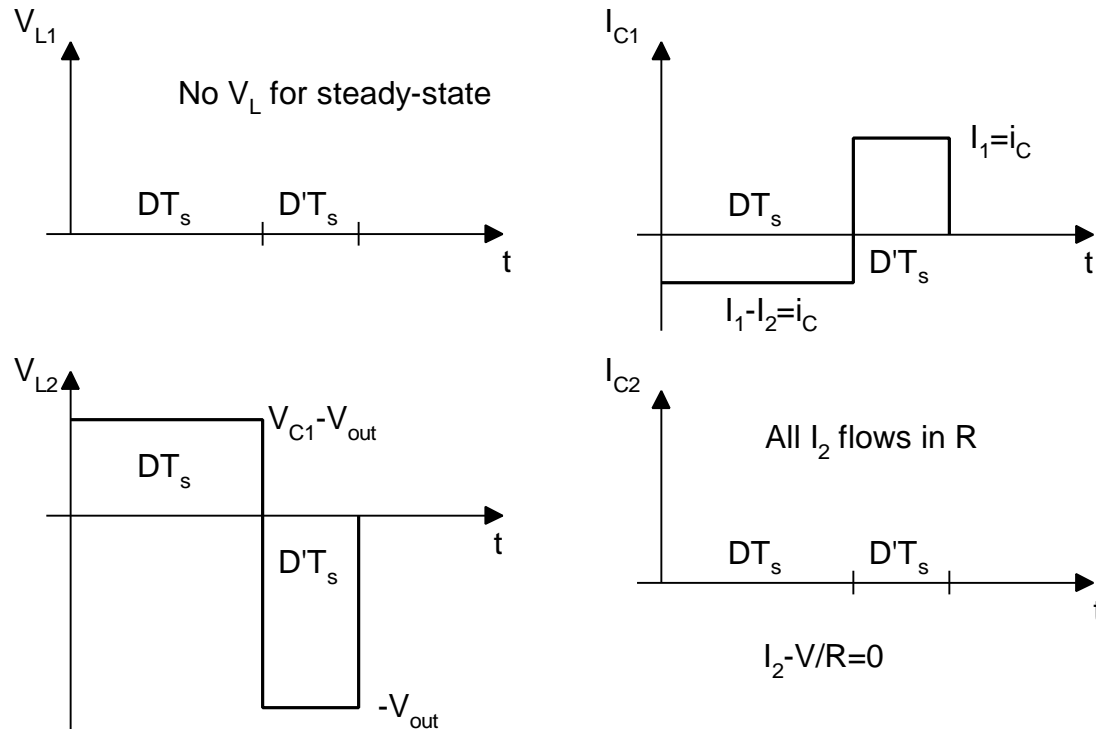 V_L1
No V_L for steady-state
DT_s
D'T_s
t
I_C1
I_1=i_C
DT_s
D'T_s
t
I_1-I_2=i_C
V_L2
V_C1-V_out
DT_s
D'T_s
t
-V_out
I_C2
All I_2 flows in R
DT_s
D'T_s
t
I_2-V/R=0